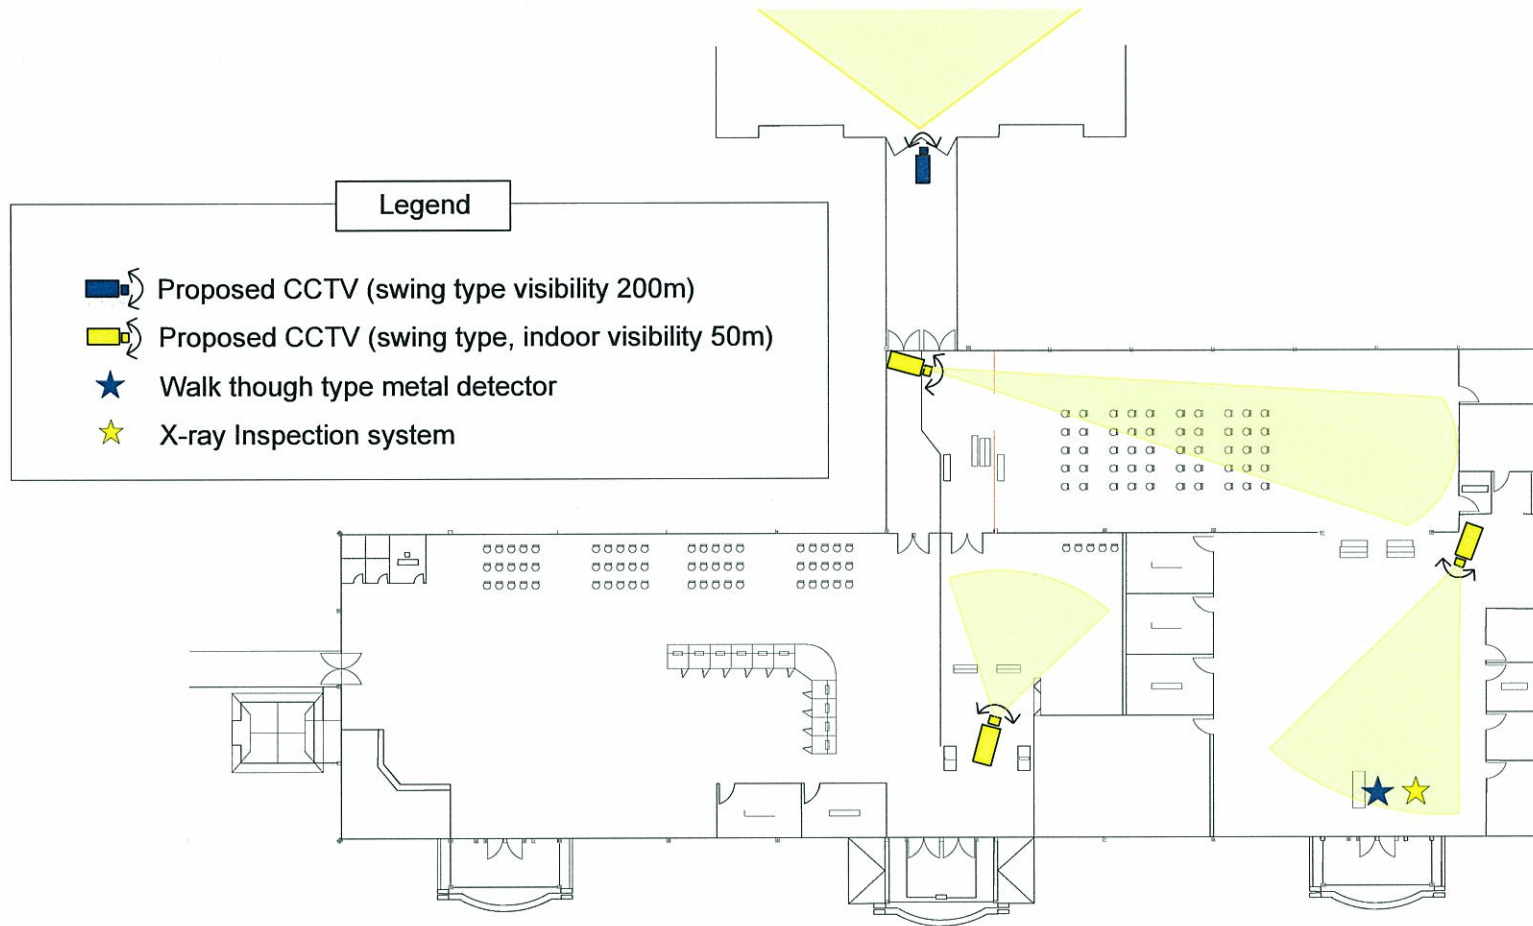 Legend
Proposed CCTV (swing type visibility 200m)
Proposed CCTV (swing type, indoor visibility 50m)
Walk though type metal detector
X-ray Inspection system